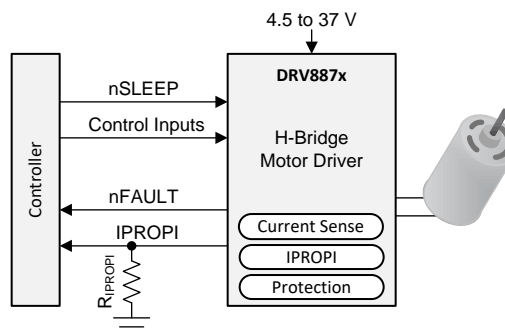 4.5 to 37 V
DRV887x
H-Bridge
Motor Driver
Controller
nSLEEP
Control Inputs
nFAULT
IPROPI
RIPROPI
Current Sense
IPROPI
Protection